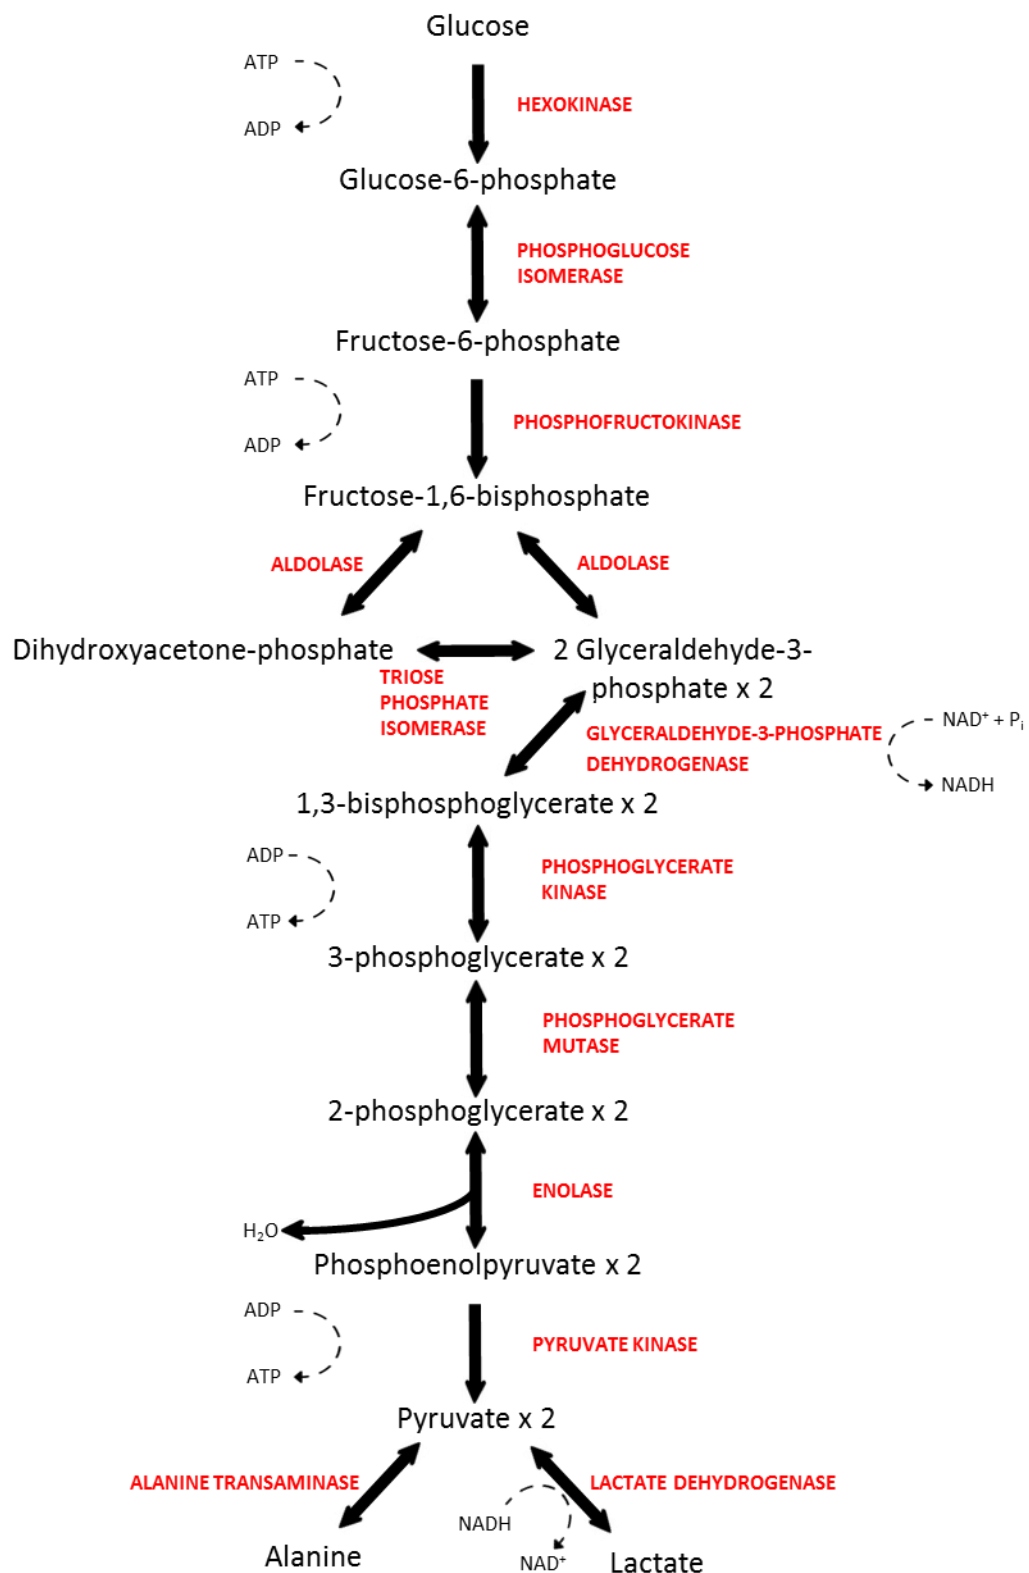 Glucose
ATP
HEXOKINASE
ADP
Glucose-6-phosphate
PHOSPHOGLUCOSE
ISOMERASE
Fructose-6-phosphate
ATP
PHOSPHOFRUCTOKINASE
ADP
Fructose-1,6-bisphosphate
ALDOLASE
ALDOLASE
Dihydroxyacetone-phosphate
2 Glyceraldehyde-3-
phosphate x 2
TRIOSE
PHOSPHATE
ISOMERASE
GLYCERALDEHYDE-3-PHOSPHATE
DEHYDROGENASE
NAD⁺ + Pᵢ
NADH
1,3-bisphosphoglycerate x 2
ADP
PHOSPHOGLYCERATE
KINASE
ATP
3-phosphoglycerate x 2
PHOSPHOGLYCERATE
MUTASE
2-phosphoglycerate x 2
ENOLASE
H₂O
Phosphoenolpyruvate x 2
ADP
PYRUVATE KINASE
ATP
Pyruvate x 2
ALANINE TRANSAMINASE
LACTATE DEHYDROGENASE
NADH
NAD⁺
Alanine
Lactate